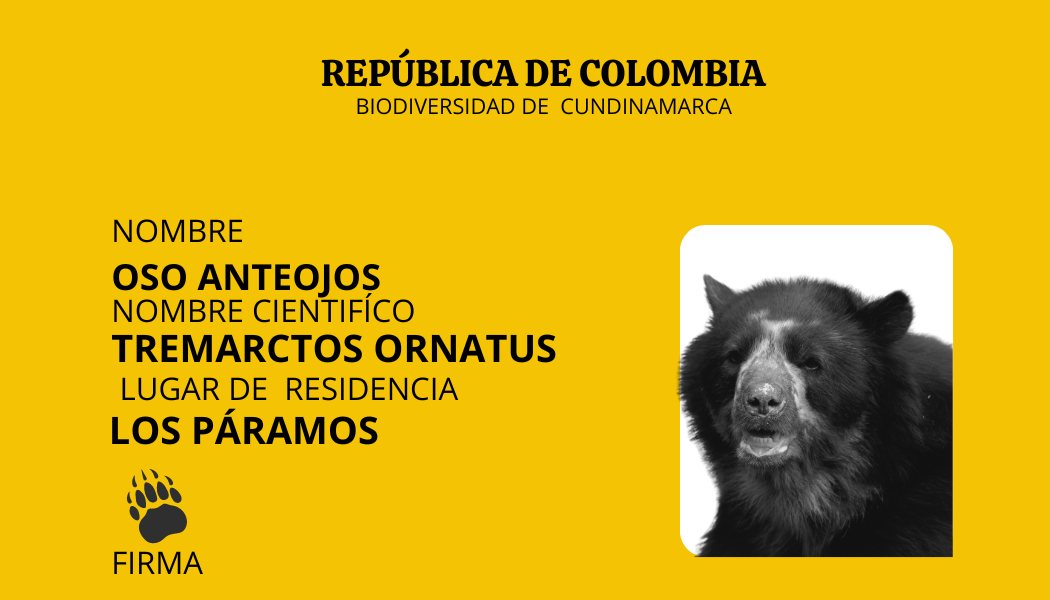 REPÚBLICA DE COLOMBIA
BIODIVERSIDAD DE CUNDINAMARCA
NOMBRE
OSO ANTEOJOS
NOMBRE CIENTIFÍCO
TREMARCTOS ORNATUS
LUGAR DE RESIDENCIA
LOS PÁRAMOS
FIRMA